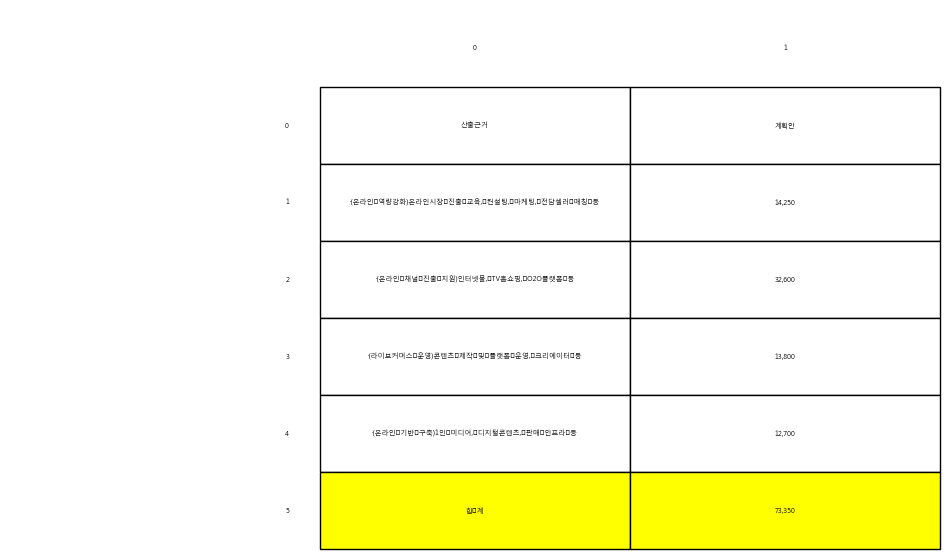 0 1
0 산출근거 계획안
1 (온라인□역량강화)온라인시장□진출□교육,□컨설팅,□마케팅,□전담셀러□매칭□등 14,250
2 (온라인□채널□진출□지원)인터넷몰,□TV홈쇼핑,□O2O플랫폼□등 32,600
3 (라이브커머스□운영)콘텐츠□제작□및□플랫폼□운영,□크리에이터□등 13,800
4 (온라인□기반□구축)1인□미디어,□디지털콘텐츠,□판매□인프라□등 12,700
5 합□계 73,350